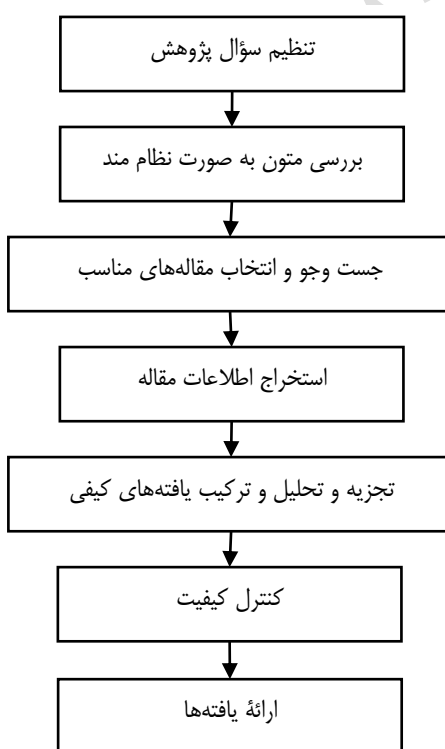 تنظیم سؤال پژوهش
بررسی متون به صورت نظام مند
جست وجو و انتخاب مقاله‌های مناسب
استخراج اطلاعات مقاله
تجزیه و تحلیل و ترکیب یافته‌های کیفی
کنترل کیفیت
ارائۀ یافته‌ها